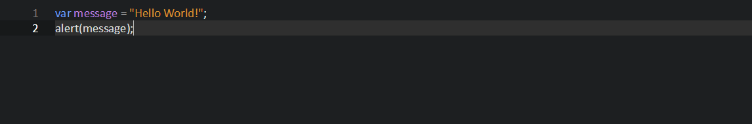 1 var message = "Hello World!";
2 alert(message);